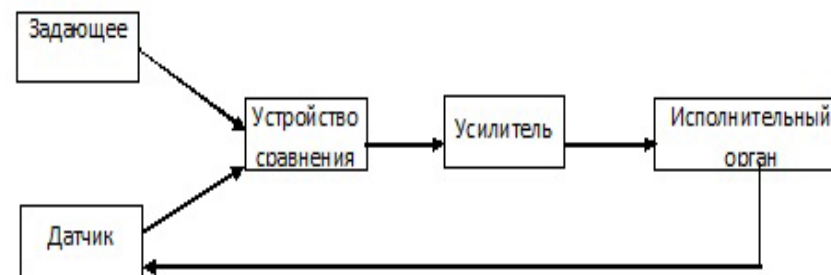 Задающее
Устройство
сравнения
Усилитель
Исполнительный
орган
Датчик